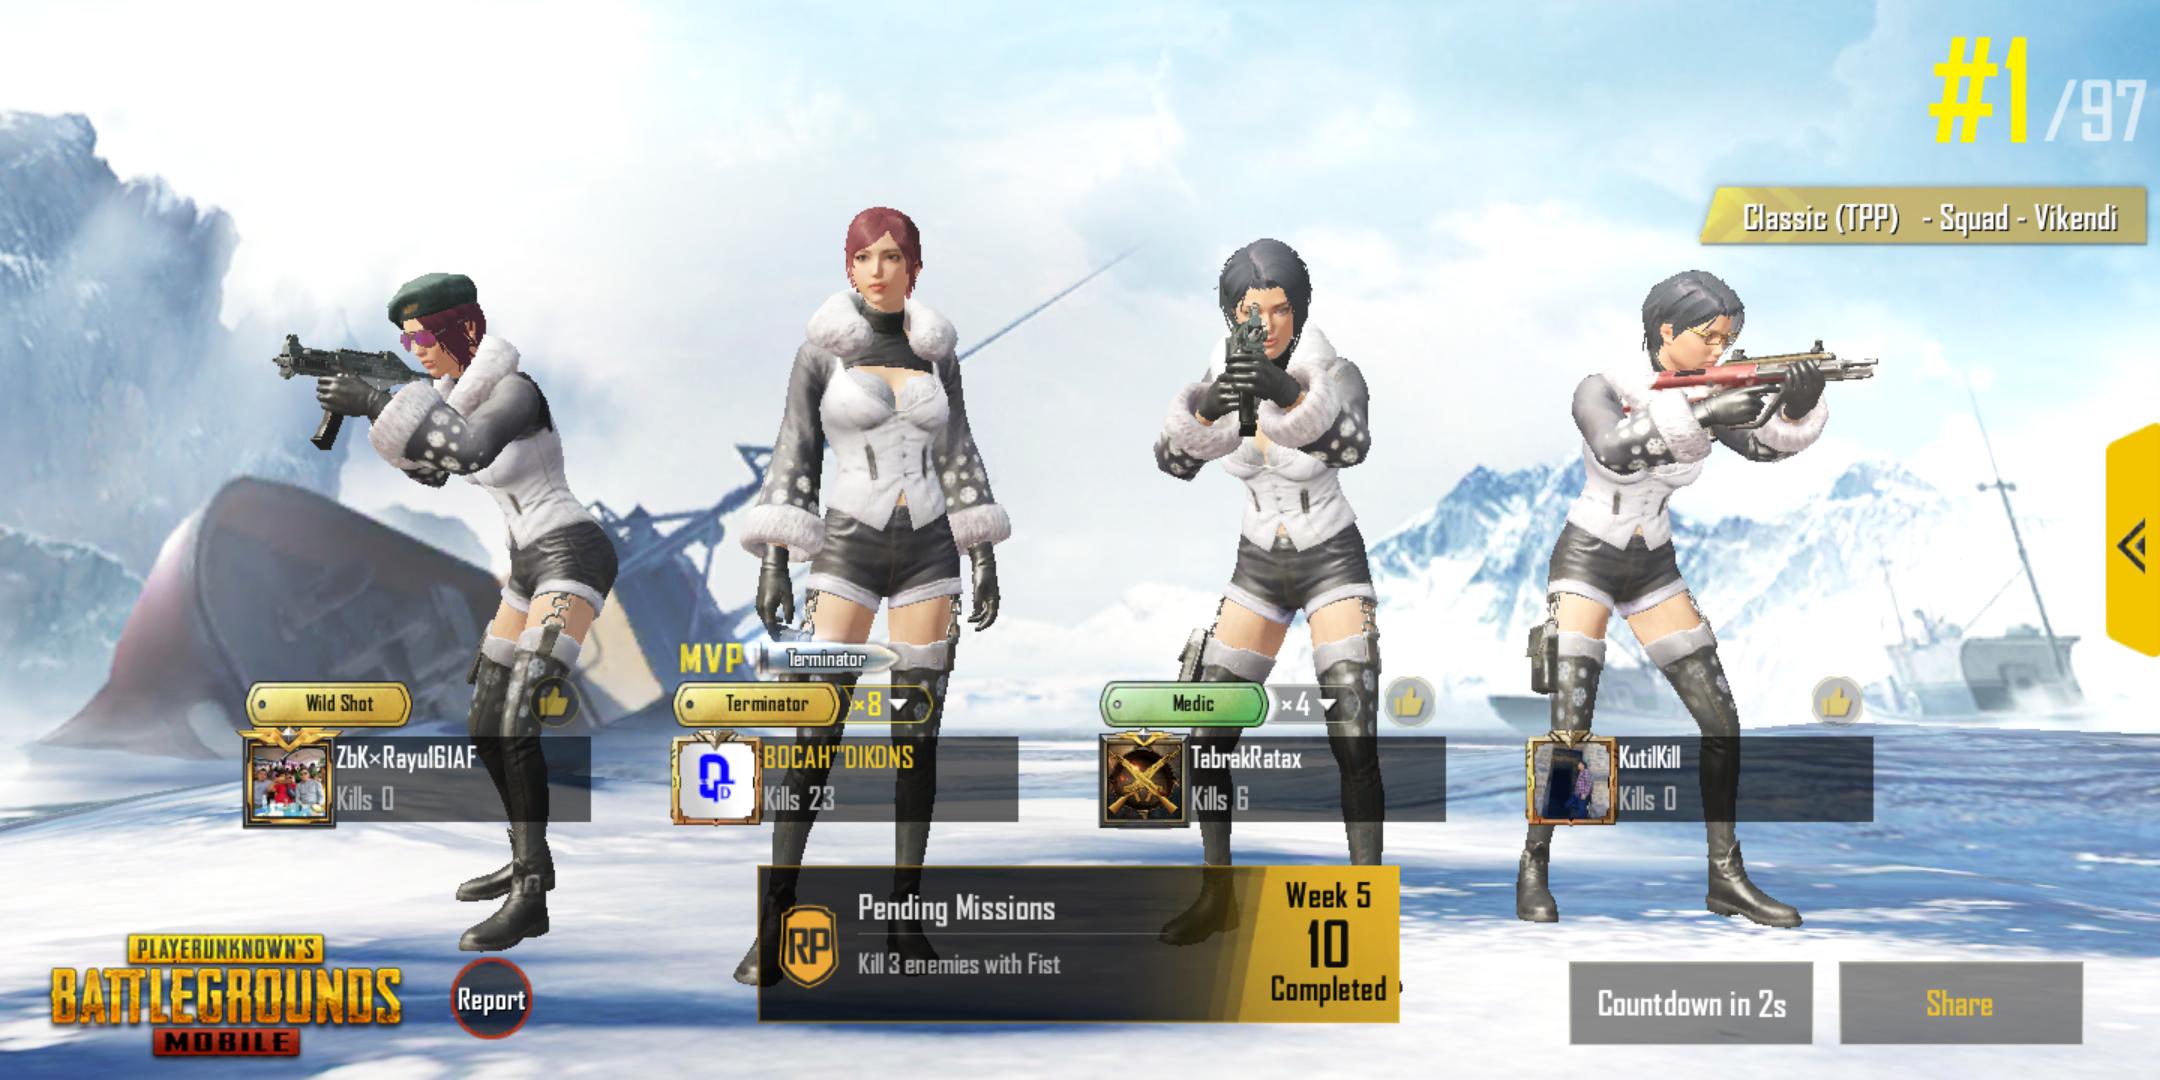 #1/97
Classic (TPP) - Squad - Vikendi
MVP Terminator
Wild Shot
Terminator ×8
Medic ×4
ZbK×Rayu161AF
Kills 0
BOCAH'"DIKDNS
Kills 23
TabrakRatax
Kills 6
KutilKill
Kills 0
D
RP
Pending Missions
Kill 3 enemies with Fist
Week 5
10
Completed
PLAYERUNKNOWN'S
BATTLEGROUNDS
MOBILE
Report
Countdown in 2s
Share